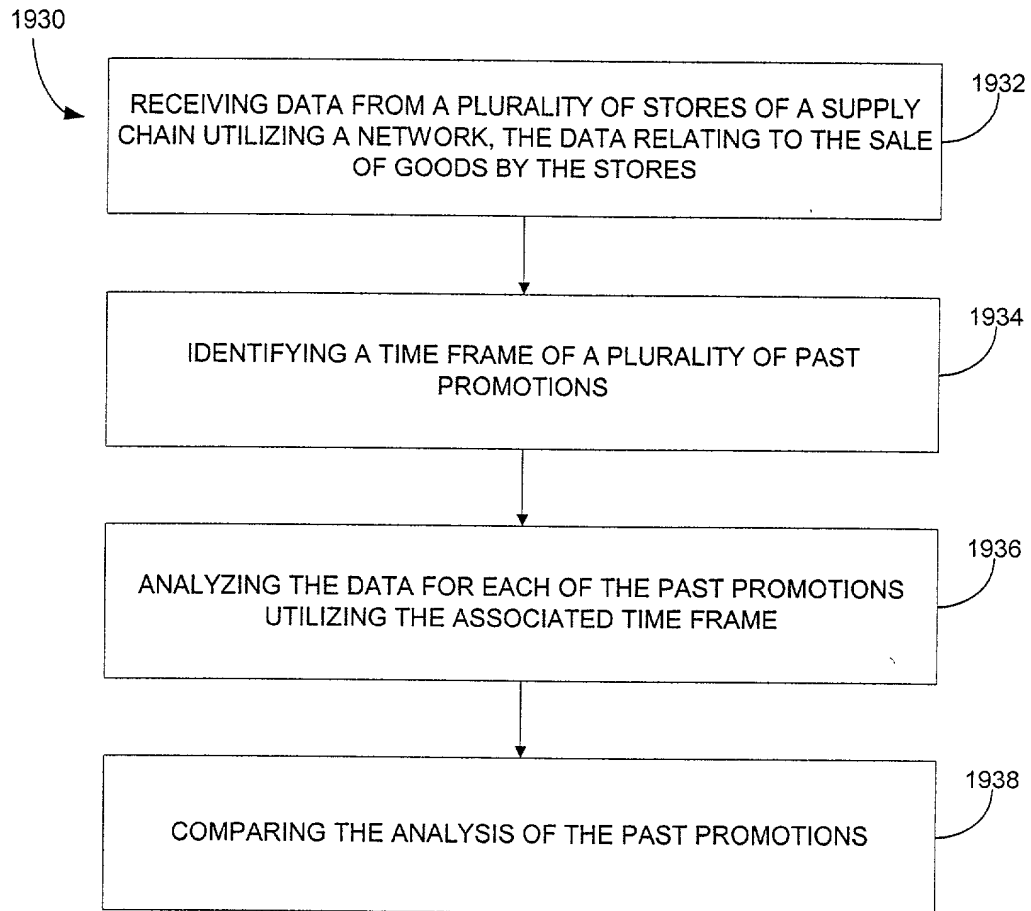 1930
1932
RECEIVING DATA FROM A PLURALITY OF STORES OF A SUPPLY
CHAIN UTILIZING A NETWORK, THE DATA RELATING TO THE SALE
OF GOODS BY THE STORES
1934
IDENTIFYING A TIME FRAME OF A PLURALITY OF PAST
PROMOTIONS
1936
ANALYZING THE DATA FOR EACH OF THE PAST PROMOTIONS
UTILIZING THE ASSOCIATED TIME FRAME
1938
COMPARING THE ANALYSIS OF THE PAST PROMOTIONS